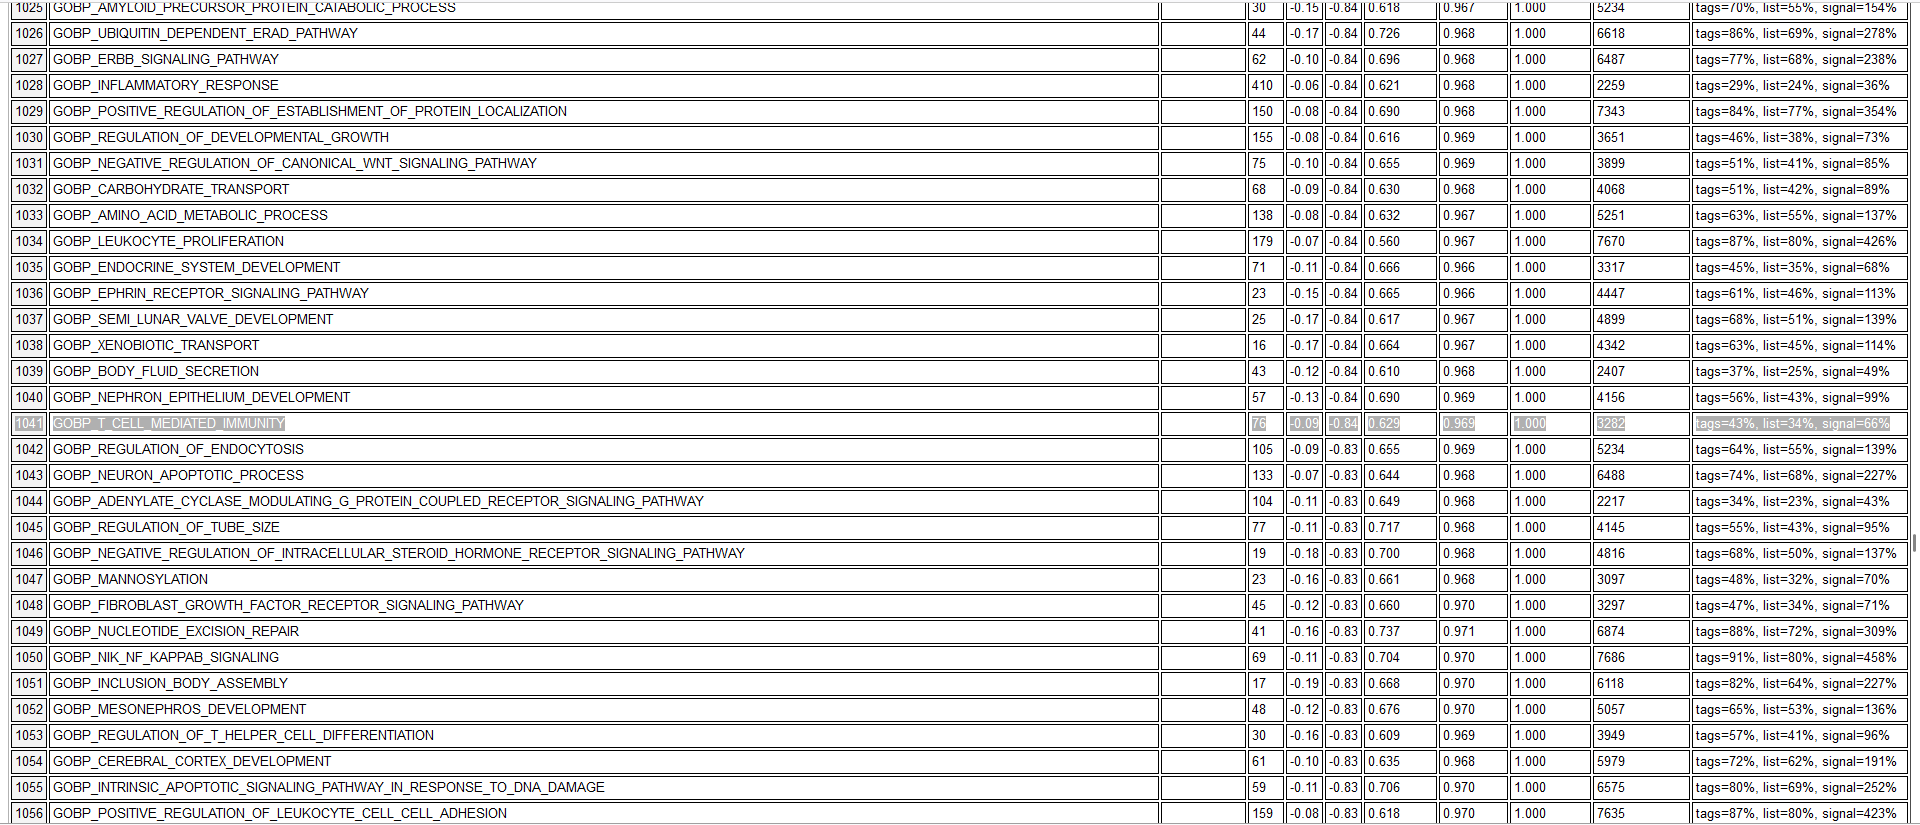 1025 GOBP_AMYLOID_PRECURSOR_PROTEIN_CATABOLIC_PROCESS 30 -0.15 -0.84 0.618 0.967 1.000 5234 tags=70%, list=55%, signal=154%
1026 GOBP_UBIQUITIN_DEPENDENT_ERAD_PATHWAY 44 -0.17 -0.84 0.726 0.968 1.000 6618 tags=86%, list=69%, signal=278%
1027 GOBP_ERBB_SIGNALING_PATHWAY 62 -0.10 -0.84 0.696 0.968 1.000 6487 tags=77%, list=68%, signal=238%
1028 GOBP_INFLAMMATORY_RESPONSE 410 -0.06 -0.84 0.621 0.968 1.000 2259 tags=29%, list=24%, signal=36%
1029 GOBP_POSITIVE_REGULATION_OF_ESTABLISHMENT_OF_PROTEIN_LOCALIZATION 150 -0.08 -0.84 0.690 0.968 1.000 7343 tags=84%, list=77%, signal=354%
1030 GOBP_REGULATION_OF_DEVELOPMENTAL_GROWTH 155 -0.08 -0.84 0.616 0.969 1.000 3651 tags=46%, list=38%, signal=73%
1031 GOBP_NEGATIVE_REGULATION_OF_CANONICAL_WNT_SIGNALING_PATHWAY 75 -0.10 -0.84 0.655 0.969 1.000 3899 tags=51%, list=41%, signal=85%
1032 GOBP_CARBOHYDRATE_TRANSPORT 68 -0.09 -0.84 0.630 0.968 1.000 4068 tags=51%, list=42%, signal=89%
1033 GOBP_AMINO_ACID_METABOLIC_PROCESS 138 -0.08 -0.84 0.632 0.967 1.000 5251 tags=63%, list=55%, signal=137%
1034 GOBP_LEUKOCYTE_PROLIFERATION 179 -0.07 -0.84 0.560 0.967 1.000 7670 tags=87%, list=80%, signal=426%
1035 GOBP_ENDOCRINE_SYSTEM_DEVELOPMENT 71 -0.11 -0.84 0.666 0.966 1.000 3317 tags=45%, list=35%, signal=68%
1036 GOBP_EPHRIN_RECEPTOR_SIGNALING_PATHWAY 23 -0.15 -0.84 0.665 0.966 1.000 4447 tags=61%, list=46%, signal=113%
1037 GOBP_SEMI_LUNAR_VALVE_DEVELOPMENT 25 -0.17 -0.84 0.617 0.967 1.000 4899 tags=68%, list=51%, signal=139%
1038 GOBP_XENOBIOTIC_TRANSPORT 16 -0.17 -0.84 0.664 0.967 1.000 4342 tags=63%, list=45%, signal=114%
1039 GOBP_BODY_FLUID_SECRETION 43 -0.12 -0.84 0.610 0.968 1.000 2407 tags=37%, list=25%, signal=49%
1040 GOBP_NEPHRON_EPITHELIUM_DEVELOPMENT 57 -0.13 -0.84 0.690 0.969 1.000 4156 tags=56%, list=43%, signal=99%
1041 GOBP_T_CELL_MEDIATED_IMMUNITY 76 -0.09 -0.84 0.629 0.969 1.000 3282 tags=43%, list=34%, signal=66%
1042 GOBP_REGULATION_OF_ENDOCYTOSIS 105 -0.09 -0.83 0.655 0.969 1.000 5234 tags=64%, list=55%, signal=139%
1043 GOBP_NEURON_APOPTOTIC_PROCESS 133 -0.07 -0.83 0.644 0.968 1.000 6488 tags=74%, list=68%, signal=227%
1044 GOBP_ADENYLATE_CYCLASE_MODULATING_G_PROTEIN_COUPLED_RECEPTOR_SIGNALING_PATHWAY 104 -0.11 -0.83 0.649 0.968 1.000 2217 tags=34%, list=23%, signal=43%
1045 GOBP_REGULATION_OF_TUBE_SIZE 77 -0.11 -0.83 0.717 0.968 1.000 4145 tags=55%, list=43%, signal=95%
1046 GOBP_NEGATIVE_REGULATION_OF_INTRACELLULAR_STEROID_HORMONE_RECEPTOR_SIGNALING_PATHWAY 19 -0.18 -0.83 0.700 0.968 1.000 4816 tags=68%, list=50%, signal=137%
1047 GOBP_MANNOSYLATION 23 -0.16 -0.83 0.661 0.968 1.000 3097 tags=48%, list=32%, signal=70%
1048 GOBP_FIBROBLAST_GROWTH_FACTOR_RECEPTOR_SIGNALING_PATHWAY 45 -0.12 -0.83 0.660 0.970 1.000 3297 tags=47%, list=34%, signal=71%
1049 GOBP_NUCLEOTIDE_EXCISION_REPAIR 41 -0.16 -0.83 0.737 0.971 1.000 6874 tags=88%, list=72%, signal=309%
1050 GOBP_NIK_NF_KAPPAB_SIGNALING 69 -0.11 -0.83 0.704 0.970 1.000 7686 tags=91%, list=80%, signal=458%
1051 GOBP_INCLUSION_BODY_ASSEMBLY 17 -0.19 -0.83 0.668 0.970 1.000 6118 tags=82%, list=64%, signal=227%
1052 GOBP_MESONEPHROS_DEVELOPMENT 48 -0.12 -0.83 0.676 0.970 1.000 5057 tags=65%, list=53%, signal=136%
1053 GOBP_REGULATION_OF_T_HELPER_CELL_DIFFERENTIATION 30 -0.16 -0.83 0.609 0.969 1.000 3949 tags=57%, list=41%, signal=96%
1054 GOBP_CEREBRAL_CORTEX_DEVELOPMENT 61 -0.10 -0.83 0.635 0.968 1.000 5979 tags=72%, list=62%, signal=191%
1055 GOBP_INTRINSIC_APOPTOTIC_SIGNALING_PATHWAY_IN_RESPONSE_TO_DNA_DAMAGE 59 -0.11 -0.83 0.706 0.970 1.000 6575 tags=80%, list=69%, signal=252%
1056 GOBP_POSITIVE_REGULATION_OF_LEUKOCYTE_CELL_CELL_ADHESION 159 -0.08 -0.83 0.618 0.970 1.000 7635 tags=87%, list=80%, signal=423%